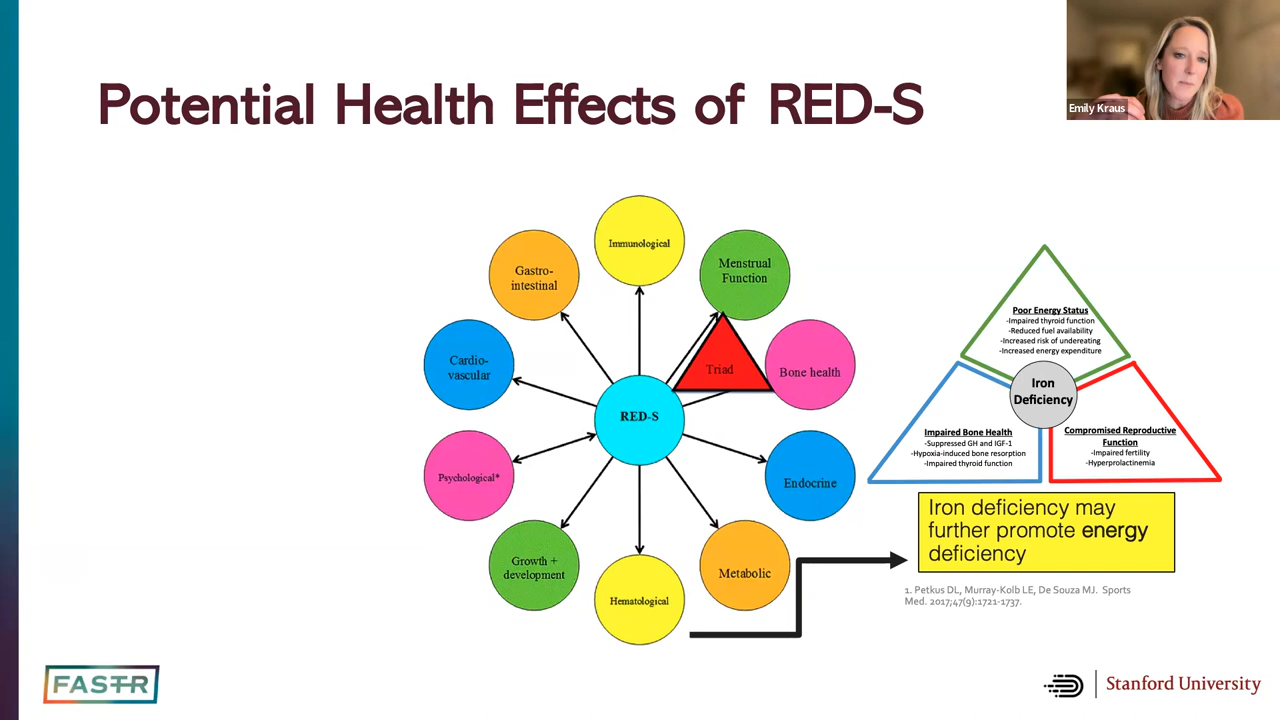 Potential Health Effects of RED-S
Emily Kraus
Immunological
Gastro-
intestinal
Menstrual
Function
Cardio-
vascular
Triad
Bone health
RED-S
Psychological*
Endocrine
Growth +
development
Metabolic
Hematological
Poor Energy Status
-Impaired thyroid function
-Reduced fuel availability
-Increased risk of undereating
-Increased energy expenditure
Iron
Deficiency
Impaired Bone Health
-Suppressed GH and IGF-1
-Hypoxia-induced bone resorption
-Impaired thyroid function
Compromised Reproductive
Function
-Impaired fertility
-Hyperprolactinemia
Iron deficiency may
further promote energy
deficiency
1. Petkus DL, Murray-Kolb LE, De Souza MJ. Sports
Med. 2017;47(9):1721-1737.
FASTR
Stanford University